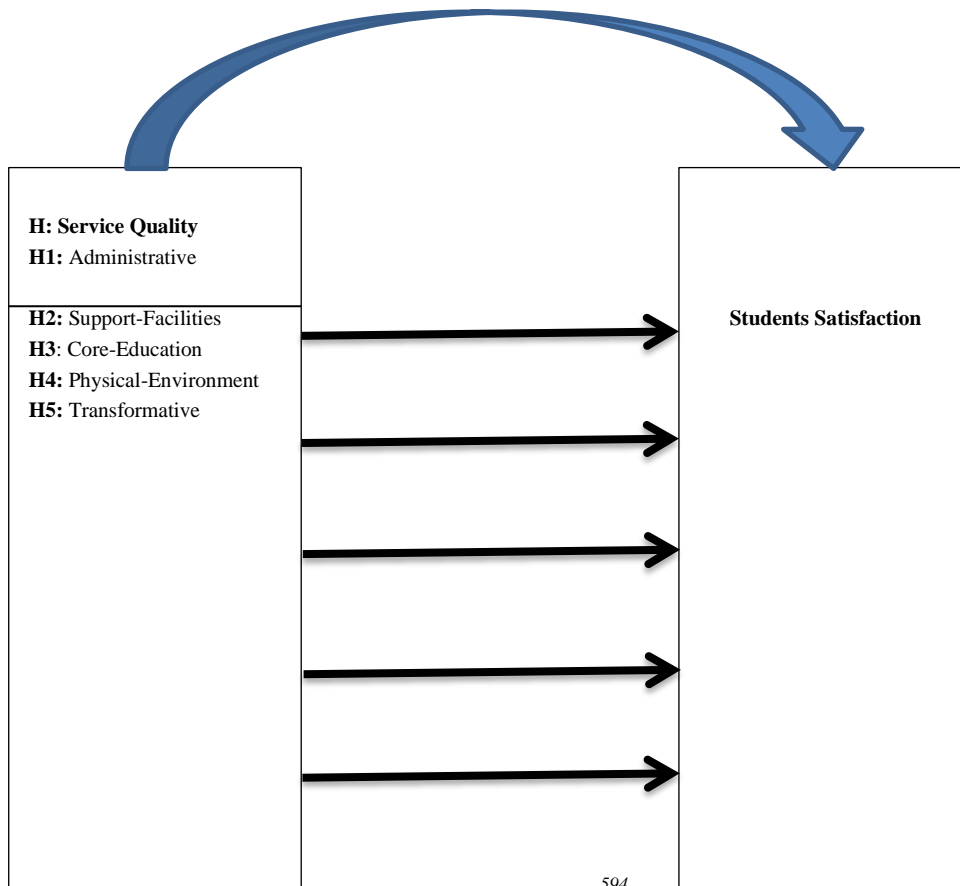 H: Service Quality
H1: Administrative
H2: Support-Facilities
H3: Core-Education
H4: Physical-Environment
H5: Transformative
Students Satisfaction
594